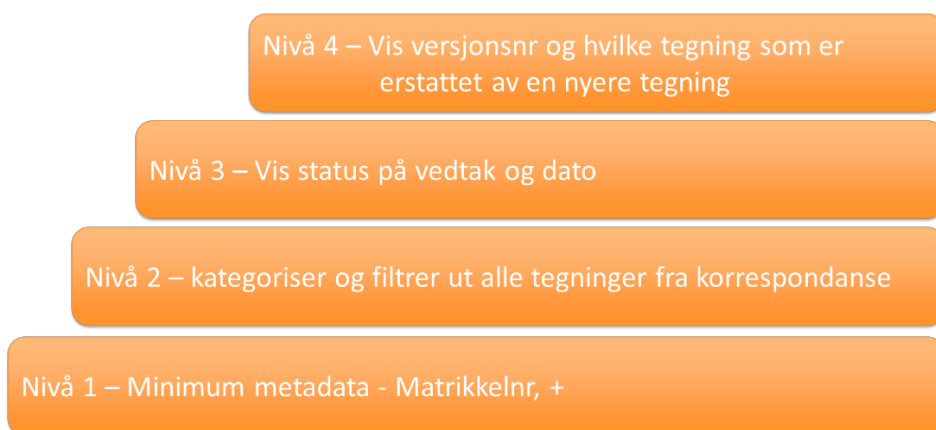 Nivå 4 – Vis versjonsnr og hvilke tegning som er
erstattet av en nyere tegning
Nivå 3 – Vis status på vedtak og dato
Nivå 2 – kategoriser og filtrer ut alle tegninger fra korrespondanse
Nivå 1 – Minimum metadata - Matrikkelnr, +